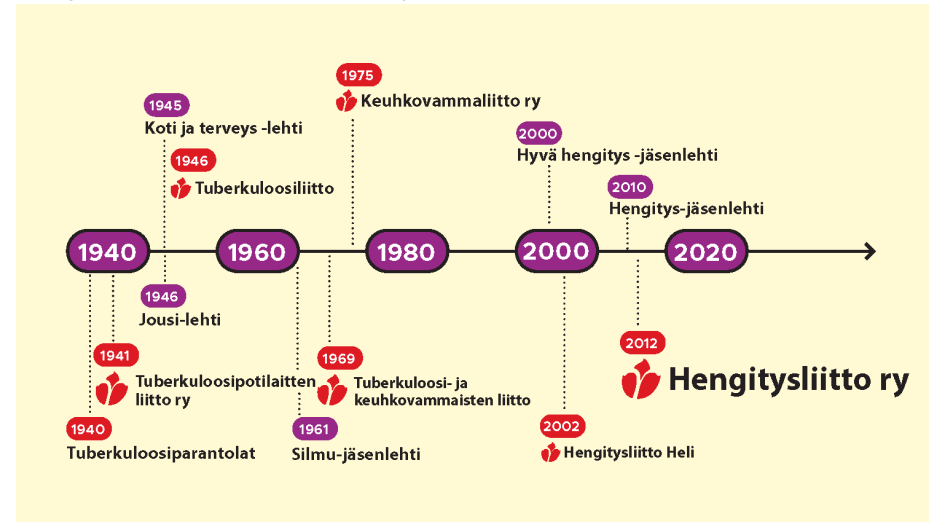 1975
Keuhkovammaliitto ry
1945
Koti ja terveys -lehti
1946
Tuberkuloosiliitto
2000
Hyvä hengitys -jäsenlehti
2010
Hengitys-jäsenlehti
1940
1960
1980
2000
2020
1946
Jousi-lehti
1941
Tuberkuloosipotilaitten
liitto ry
1940
Tuberkuloosiparantolat
1969
Tuberkuloosi- ja
keuhkovammaisten liitto
1961
Silmu-jäsenlehti
2012
Hengitysliitto ry
2002
Hengitysliitto Heli